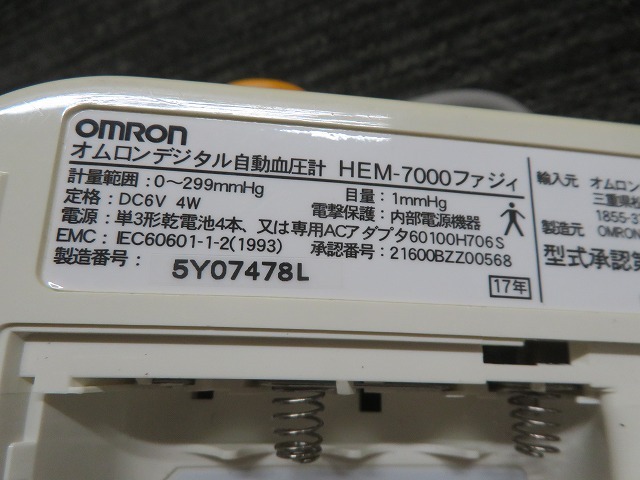 OMRON
オムロンデジタル自動血圧計 HEM-7000ファジィ
計量範囲:0〜299mmHg 目量:1mmHg
定格:DC6V 4W 電撃保護:内部電源機器
電源:単3形乾電池4本、又は専用ACアダプタ60100H706S
EMC:IEC60601-1-2(1993) 承認番号:21600BZZ00568
製造番号: 5Y07478L
17年
輸入元 オムロン
三重県松
1855-3
製造元 OMRON
型式承認第